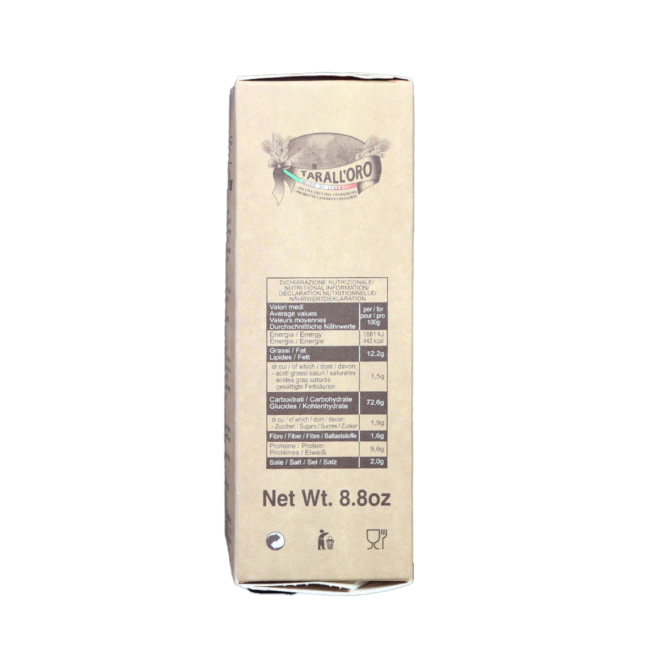 TARALL'ORO
DICHIARAZIONE NUTRIZIONALE/
NUTRITIONAL INFORMATION/
DÉCLARATION NUTRITIONNELLE/
NÄHRWERTDEKLARATION
Valori medi
Average values
Valeurs moyennes
Durchschnittliche Nährwerte
per / for
pour / pro
100g
Energia / Energy
Énergie / Energie
442 kcal
Grassi / Fat
Lipides / Fett
12,2g
di cui / of which / dont / davon:
- acidi grassi saturi / saturates
acides gras saturés
gesättigte Fettsäuren
1,5g
Carboidrati / Carbohydrate
Glucides / Kohlenhydrate
72,6g
di cui / of which / dont / davon
- Zuccheri / Sugars / Sucres / Zucker
1,9g
Fibre / Fiber / Fibre / Ballaststoffe
1,6g
Proteine / Protein
Protéines / Eiweiß
9,6g
Sale / Salt / Sel / Salz
2,0g
Net Wt. 8.8oz